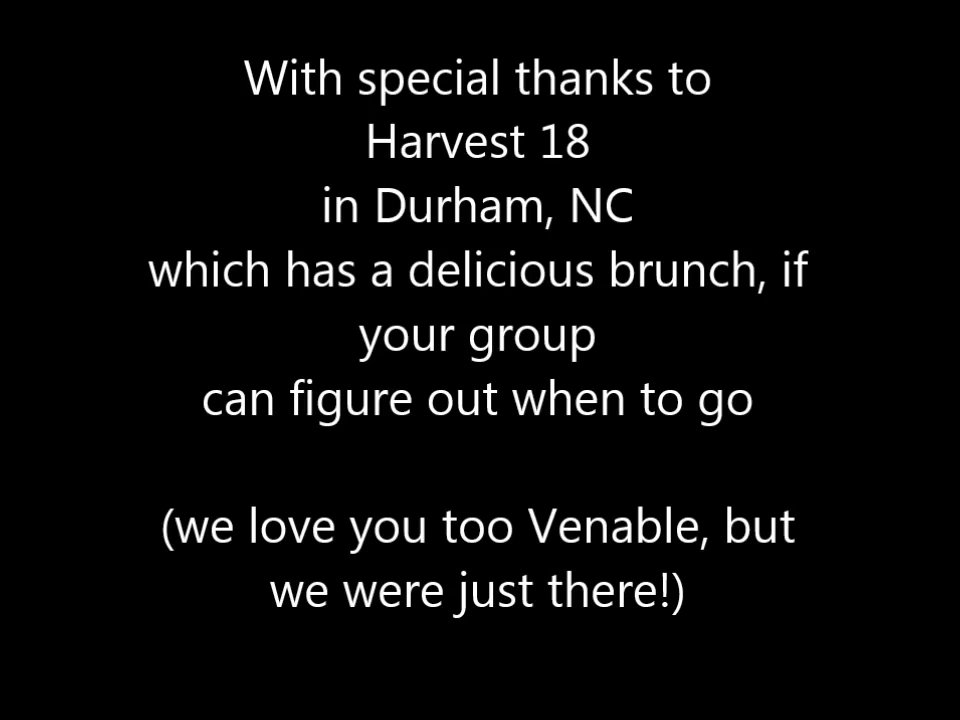 With special thanks to
Harvest 18
in Durham, NC
which has a delicious brunch, if
your group
can figure out when to go
(we love you too Venable, but
we were just there!)